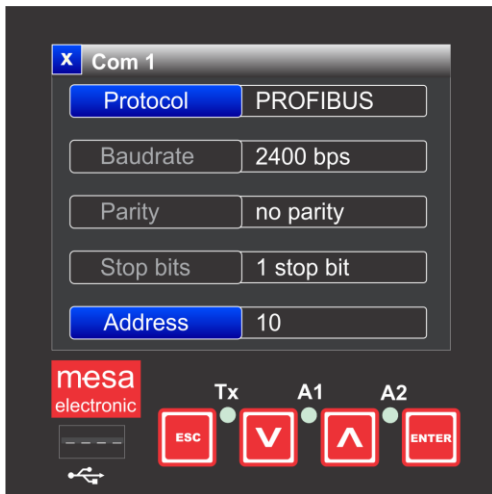 x Com 1
Protocol PROFIBUS
Baudrate 2400 bps
Parity no parity
Stop bits 1 stop bit
Address 10
mesa
electronic
Tx A1 A2
ESC V Λ ENTER
----